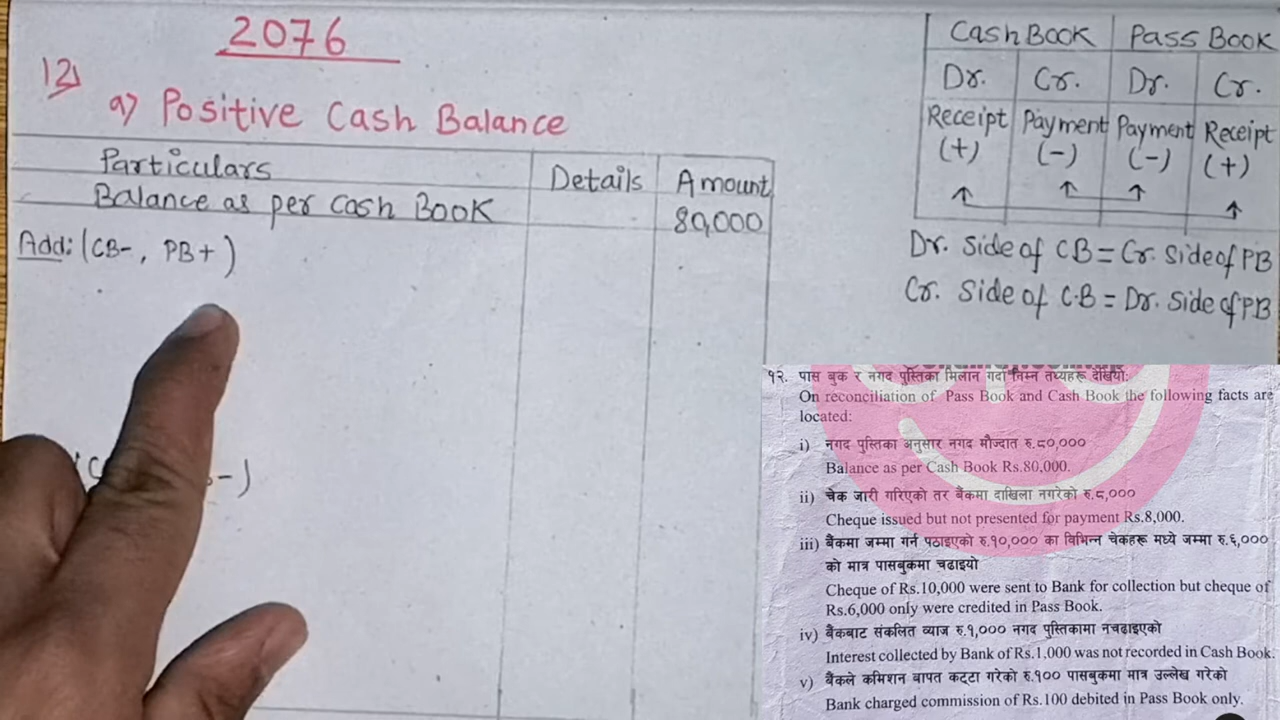 2076
12)
a) Positive Cash Balance
Particulars Details Amount
Balance as per Cash Book 80,000
Add: (CB-, PB+)
-)
Cash Book Pass Book
Dr. Cr. Dr. Cr.
Receipt Payment Payment Receipt
(+) (-) (-) (+)
Dr. Side of CB = Cr. Side of PB
Cr. Side of C.B = Dr. Side of P.B
१२. पास बुक र नगद पुस्तिका मिलान गर्दा निम्न तथ्यहरू देखियो:
On reconciliation of Pass Book and Cash Book the following facts are
located:
i) नगद पुस्तिका अनुसार नगद मौज्दात रु.८०,०००
Balance as per Cash Book Rs.80,000.
ii) चेक जारी गरिएको तर बैंकमा दाखिला नगरेको रु.८,०००
Cheque issued but not presented for payment Rs.8,000.
iii) बैंकमा जम्मा गर्न पठाइएको रु.१०,००० का विभिन्न चेकहरू मध्ये जम्मा रु.६,०००
को मात्र पासबुकमा चढाइयो
Cheque of Rs.10,000 were sent to Bank for collection but cheque of
Rs.6,000 only were credited in Pass Book.
iv) बैंकबाट संकलित व्याज रु.१,००० नगद पुस्तिकामा नचढाइएको
Interest collected by Bank of Rs.1,000 was not recorded in Cash Book.
v) बैंकले कमिशन बापत कट्टा गरेको रु.१०० पासबुकमा मात्र उल्लेख गरेको
Bank charged commission of Rs.100 debited in Pass Book only.